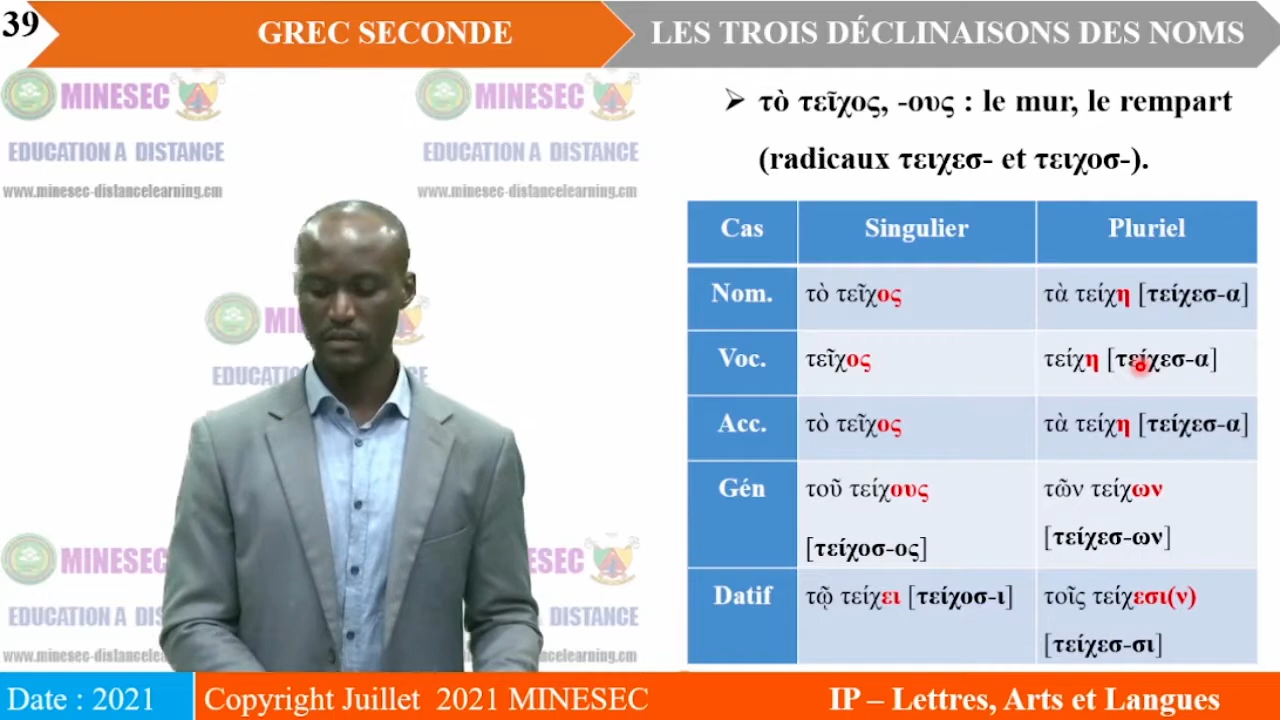 39
GREC SECONDE
LES TROIS DÉCLINAISONS DES NOMS
MINESEC
EDUCATION A DISTANCE
www.minesec-distancelearning.cm
MINESEC
EDUCATION A DISTANCE
www.minesec-distancelearning.cm
➤ τὸ τεῖχος, -ους : le mur, le rempart
(radicaux τειχεσ- et τειχοσ-).
Cas Singulier Pluriel
Nom. τὸ τεῖχος τὰ τείχη [τείχεσ-α]
Voc. τεῖχος τείχη [τείχεσ-α]
Acc. τὸ τεῖχος τὰ τείχη [τείχεσ-α]
Gén τοῦ τείχους τῶν τείχων
[τείχοσ-ος] [τείχεσ-ων]
Datif τῷ τείχει [τείχοσ-ι] τοῖς τείχεσι(ν)
[τείχεσ-σι]
MINESEC
EDUCATION A DIS
www.minesec-distancelea
ESEC
DISTANCE
distancelearning.cm
Date : 2021
Copyright Juillet 2021 MINESEC
IP – Lettres, Arts et Langues